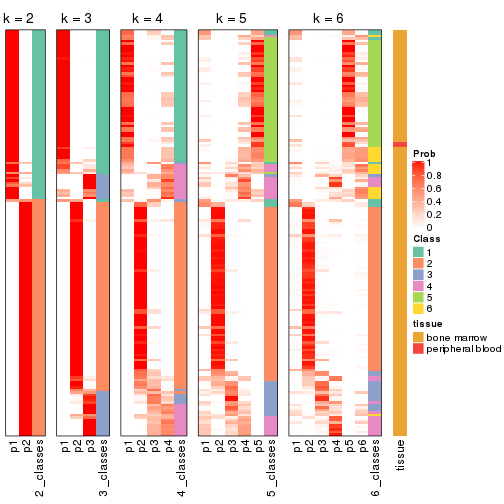 k = 2
k = 3
k = 4
k = 5
k = 6
p1
p2
2_classes
p1
p2
p3
3_classes
p1
p2
p3
p4
4_classes
p1
p2
p3
p4
p5
5_classes
p1
p2
p3
p4
p5
p6
6_classes
tissue
Prob
1
0.8
0.6
0.4
0.2
0
Class
1
2
3
4
5
6
tissue
bone marrow
peripheral blood